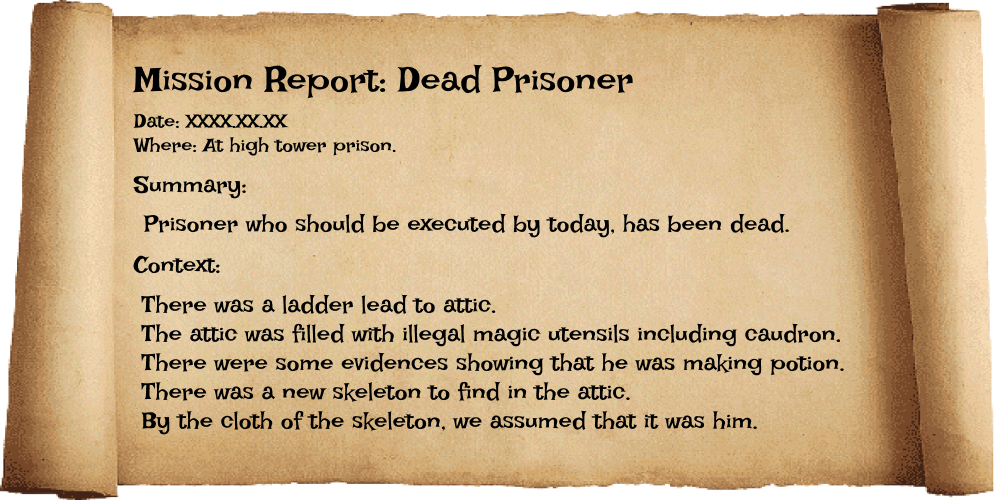 Mission Report: Dead Prisoner
Date: XXXX.XX.XX
Where: At high tower prison.
Summary:
Prisoner who should be executed by today, has been dead.
Context:
There was a ladder lead to attic.
The attic was filled with illegal magic utensils including caudron.
There were some evidences showing that he was making potion.
There was a new skeleton to find in the attic.
By the cloth of the skeleton, we assumed that it was him.